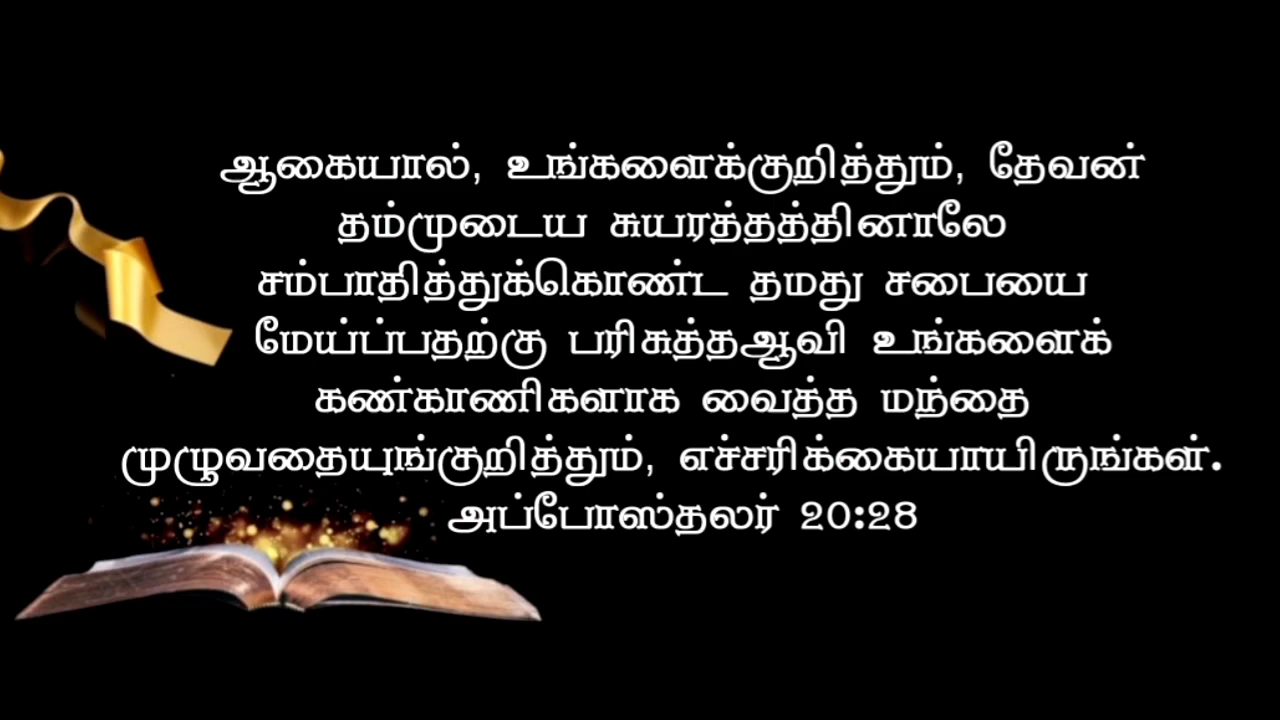 ஆகையால், உங்களைக்குறித்தும், தேவன்
தம்முடைய சுயரத்தத்தினாலே
சம்பாதித்துக்கொண்ட தமது சபையை
மேய்ப்பதற்கு பரிசுத்தஆவி உங்களைக்
கண்காணிகளாக வைத்த மந்தை
முழுவதையுங்குறித்தும், எச்சரிக்கையாயிருங்கள்.
அப்போஸ்தலர் 20:28